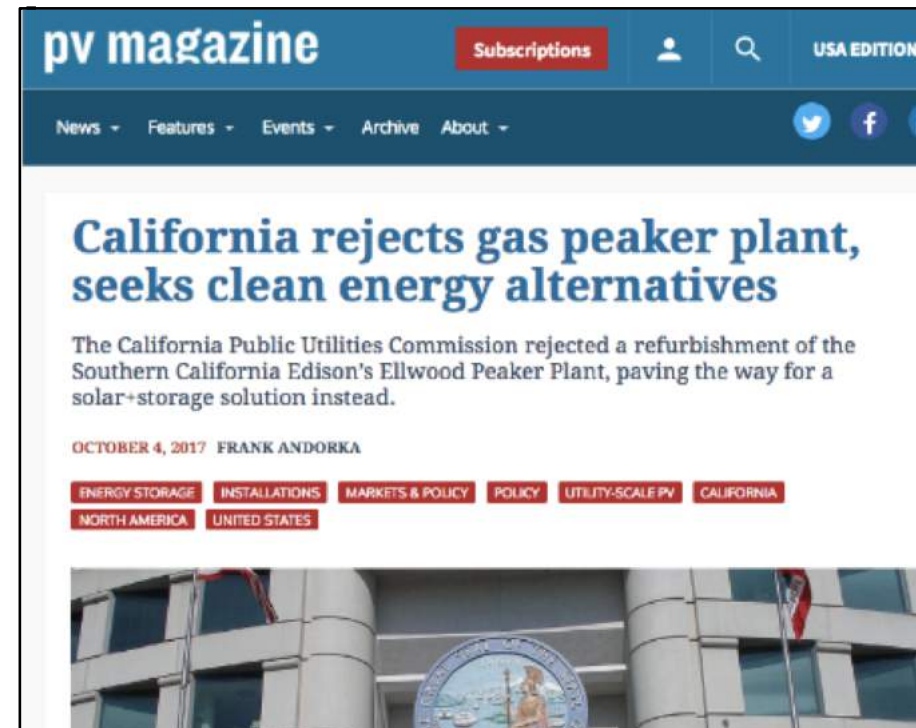 pv magazine
Subscriptions
USA EDITION
News
Features
Events
Archive
About
California rejects gas peaker plant,
seeks clean energy alternatives
The California Public Utilities Commission rejected a refurbishment of the
Southern California Edison's Ellwood Peaker Plant, paving the way for a
solar+storage solution instead.
OCTOBER 4, 2017 FRANK ANDORKA
ENERGY STORAGE INSTALLATIONS MARKETS & POLICY POLICY UTILITY-SCALE PV CALIFORNIA
NORTH AMERICA UNITED STATES